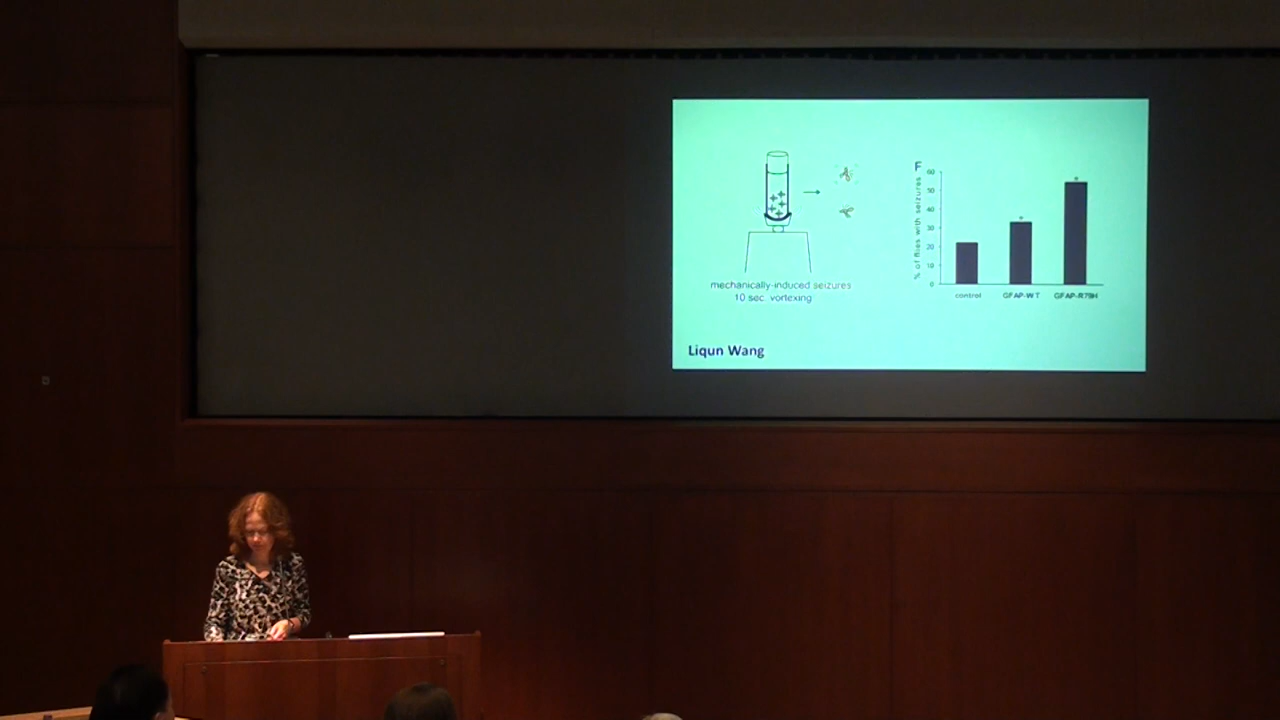 mechanically-induced seizures
10 sec. vortexing
F
% of flies with seizures
60
50
40
30
20
10
0
*
*
control
GFAP-WT
GFAP-R79H
Liqun Wang